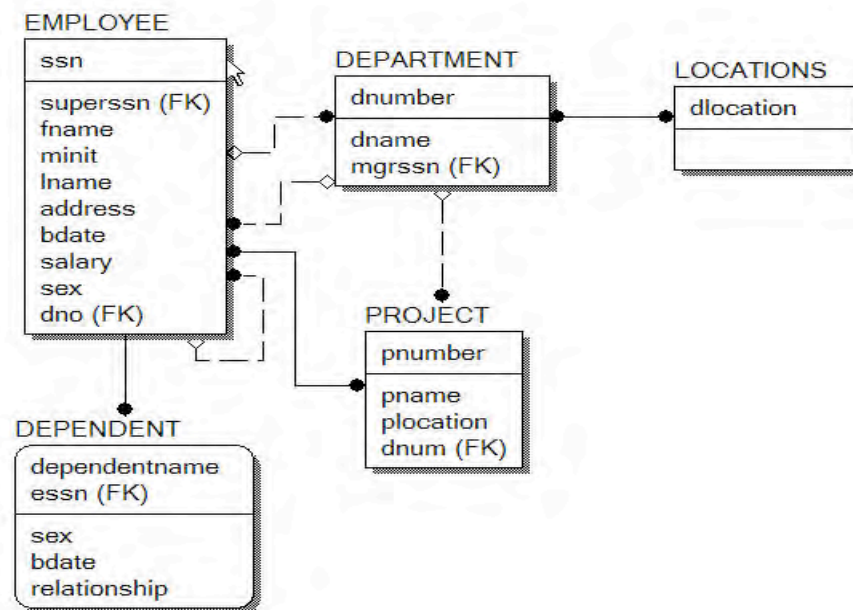 EMPLOYEE
ssn
superssn (FK)
fname
minit
lname
address
bdate
salary
sex
dno (FK)
DEPARTMENT
dnumber
dname
mgrssn (FK)
LOCATIONS
dlocation
PROJECT
pnumber
pname
plocation
dnum (FK)
DEPENDENT
dependentname
essn (FK)
sex
bdate
relationship